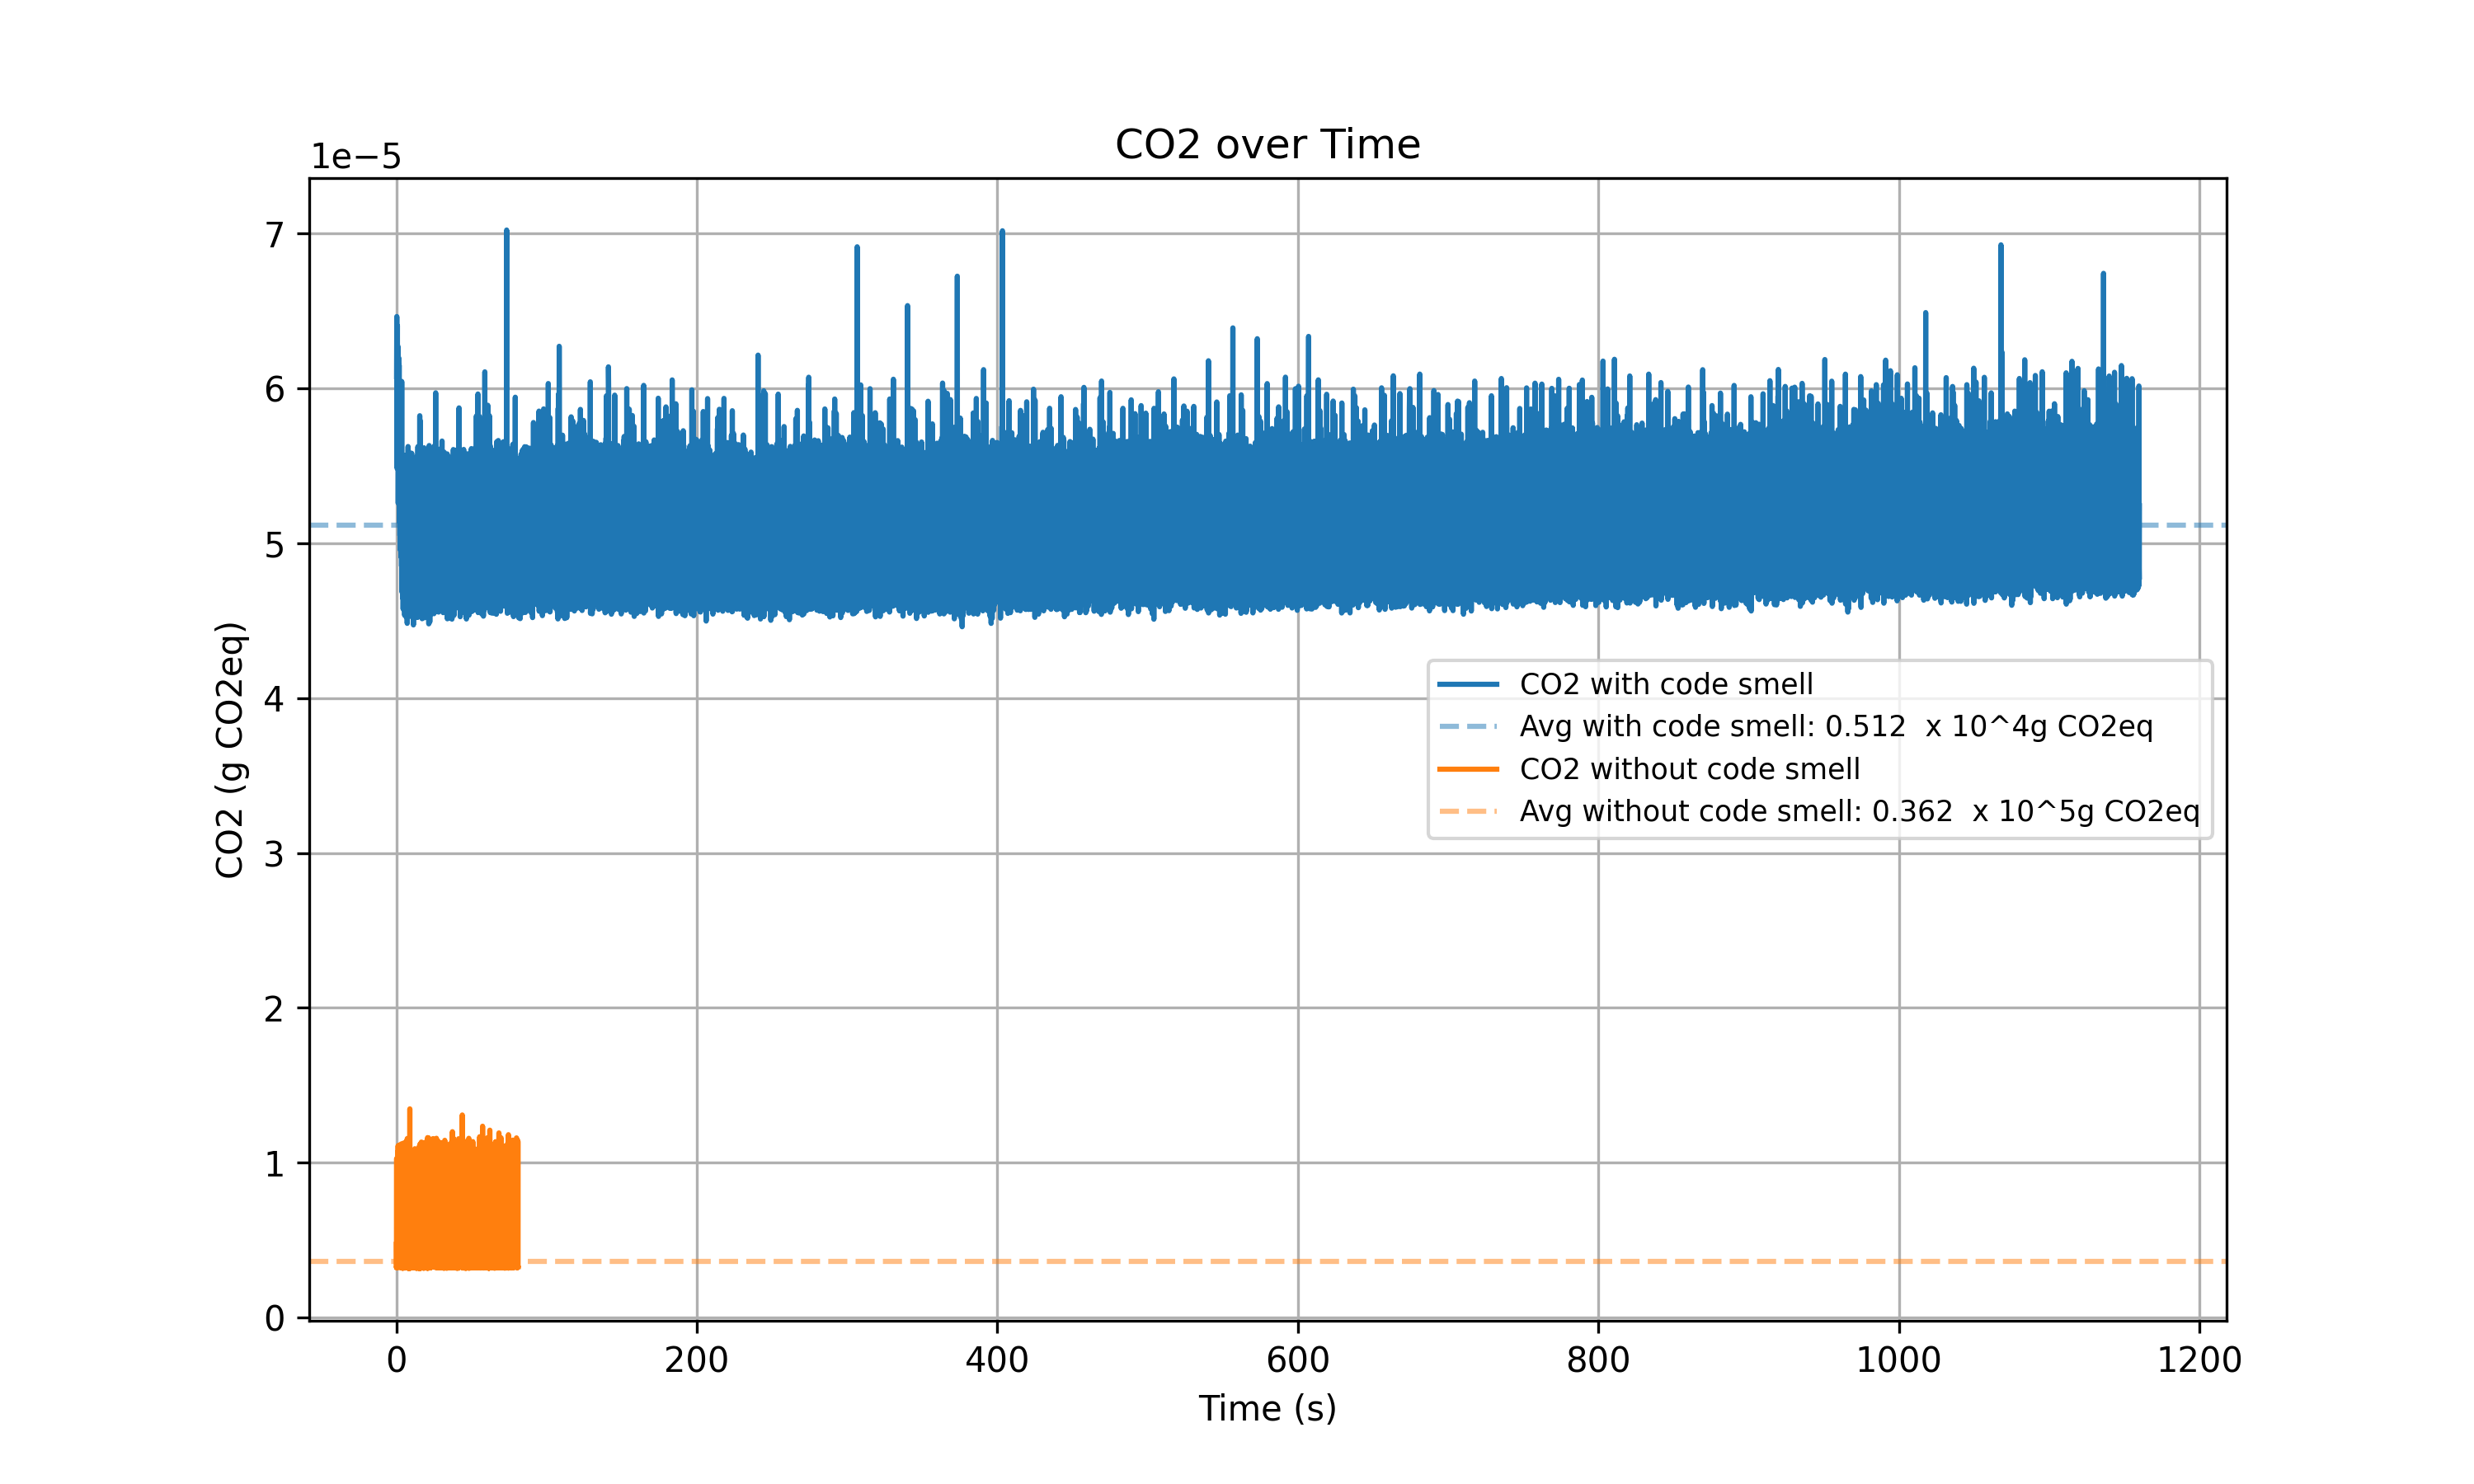 CO2 over Time
1e−5
7
6
5
4
3
2
1
0
CO2 (g CO2eq)
CO2 with code smell
Avg with code smell: 0.512  x 10^4g CO2eq
CO2 without code smell
Avg without code smell: 0.362  x 10^5g CO2eq
0 200 400 600 800 1000 1200
Time (s)